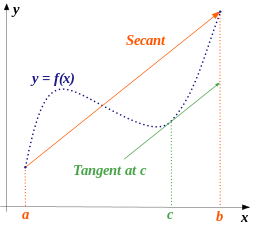 y
Secant
y = f(x)
Tangent at c
a
c
b
x